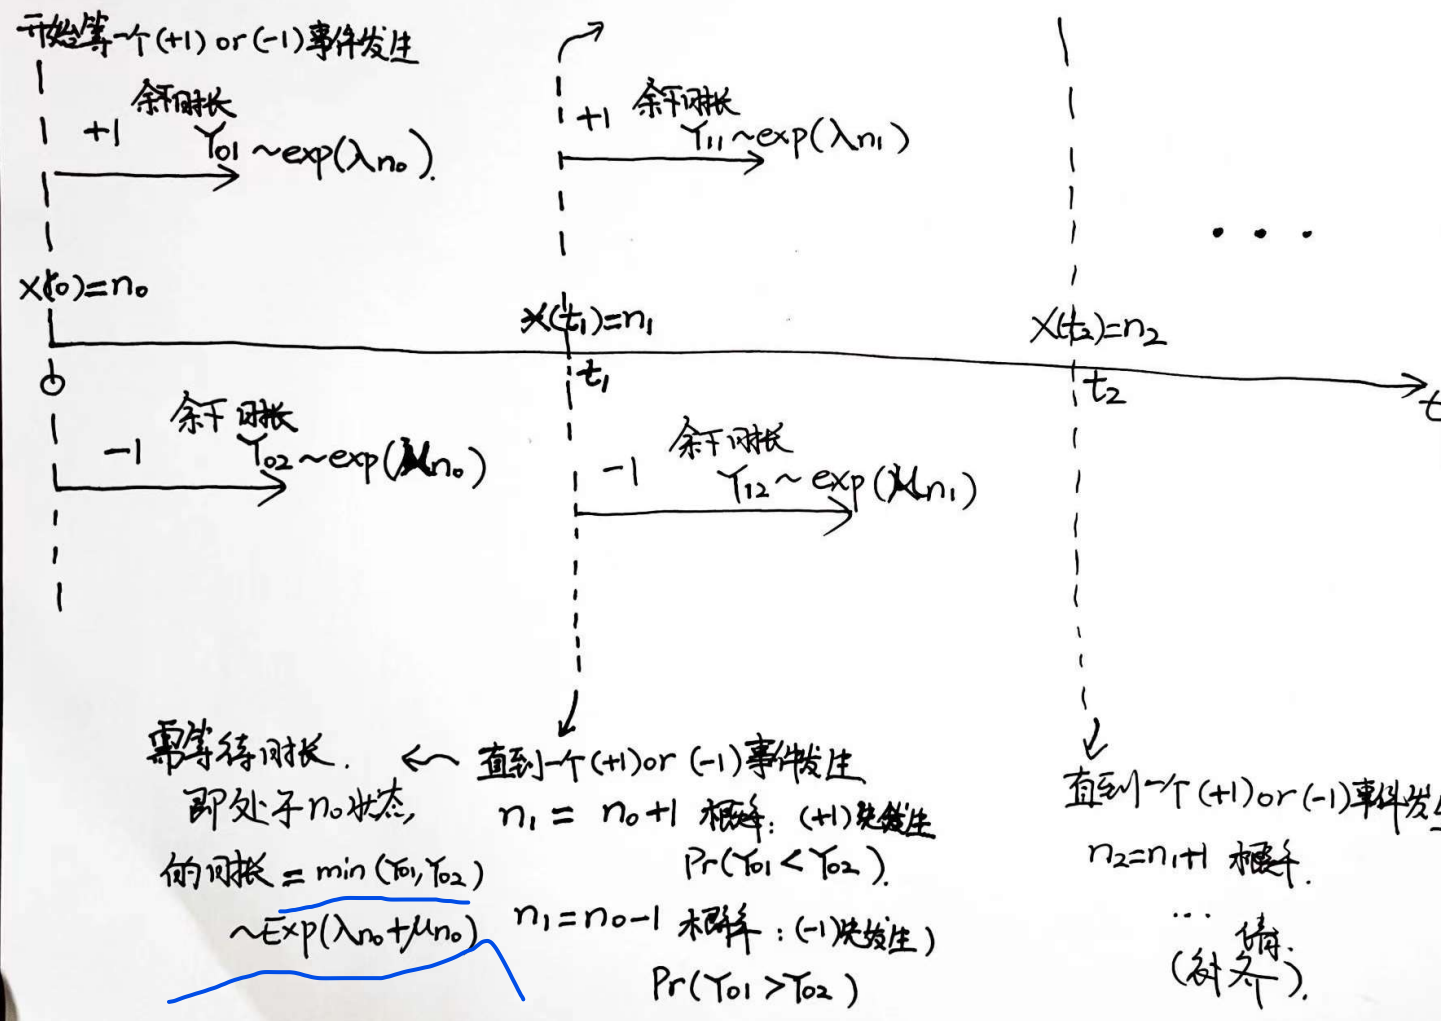 开始等一个(+1) or (-1)事件发生
+1 余下时长
Y₀₁ ~exp(λn₀).
+1 余下时长
Y₁₁ ~exp(λn₁)
...
X(t₀)=n₀
X(t₁)=n₁
X(t₂)=n₂
t₁
t₂
t
-1 余下时长
Y₀₂ ~exp(μn₀)
-1 余下时长
Y₁₂ ~ exp(μn₁)
需等待时长.
即处于n₀状态
的时长 = min(Y₀₁,Y₀₂)
~Exp(λn₀+μn₀)
直到一个(+1)or (-1)事件发生
n₁ = n₀+1 概率: (+1)先发生
Pr(Y₀₁<Y₀₂).
n₁=n₀-1 概率: (-1)先发生)
Pr(Y₀₁>Y₀₂)
直到一个(+1)or(-1)事件发生
n₂=n₁+1 概率.
...